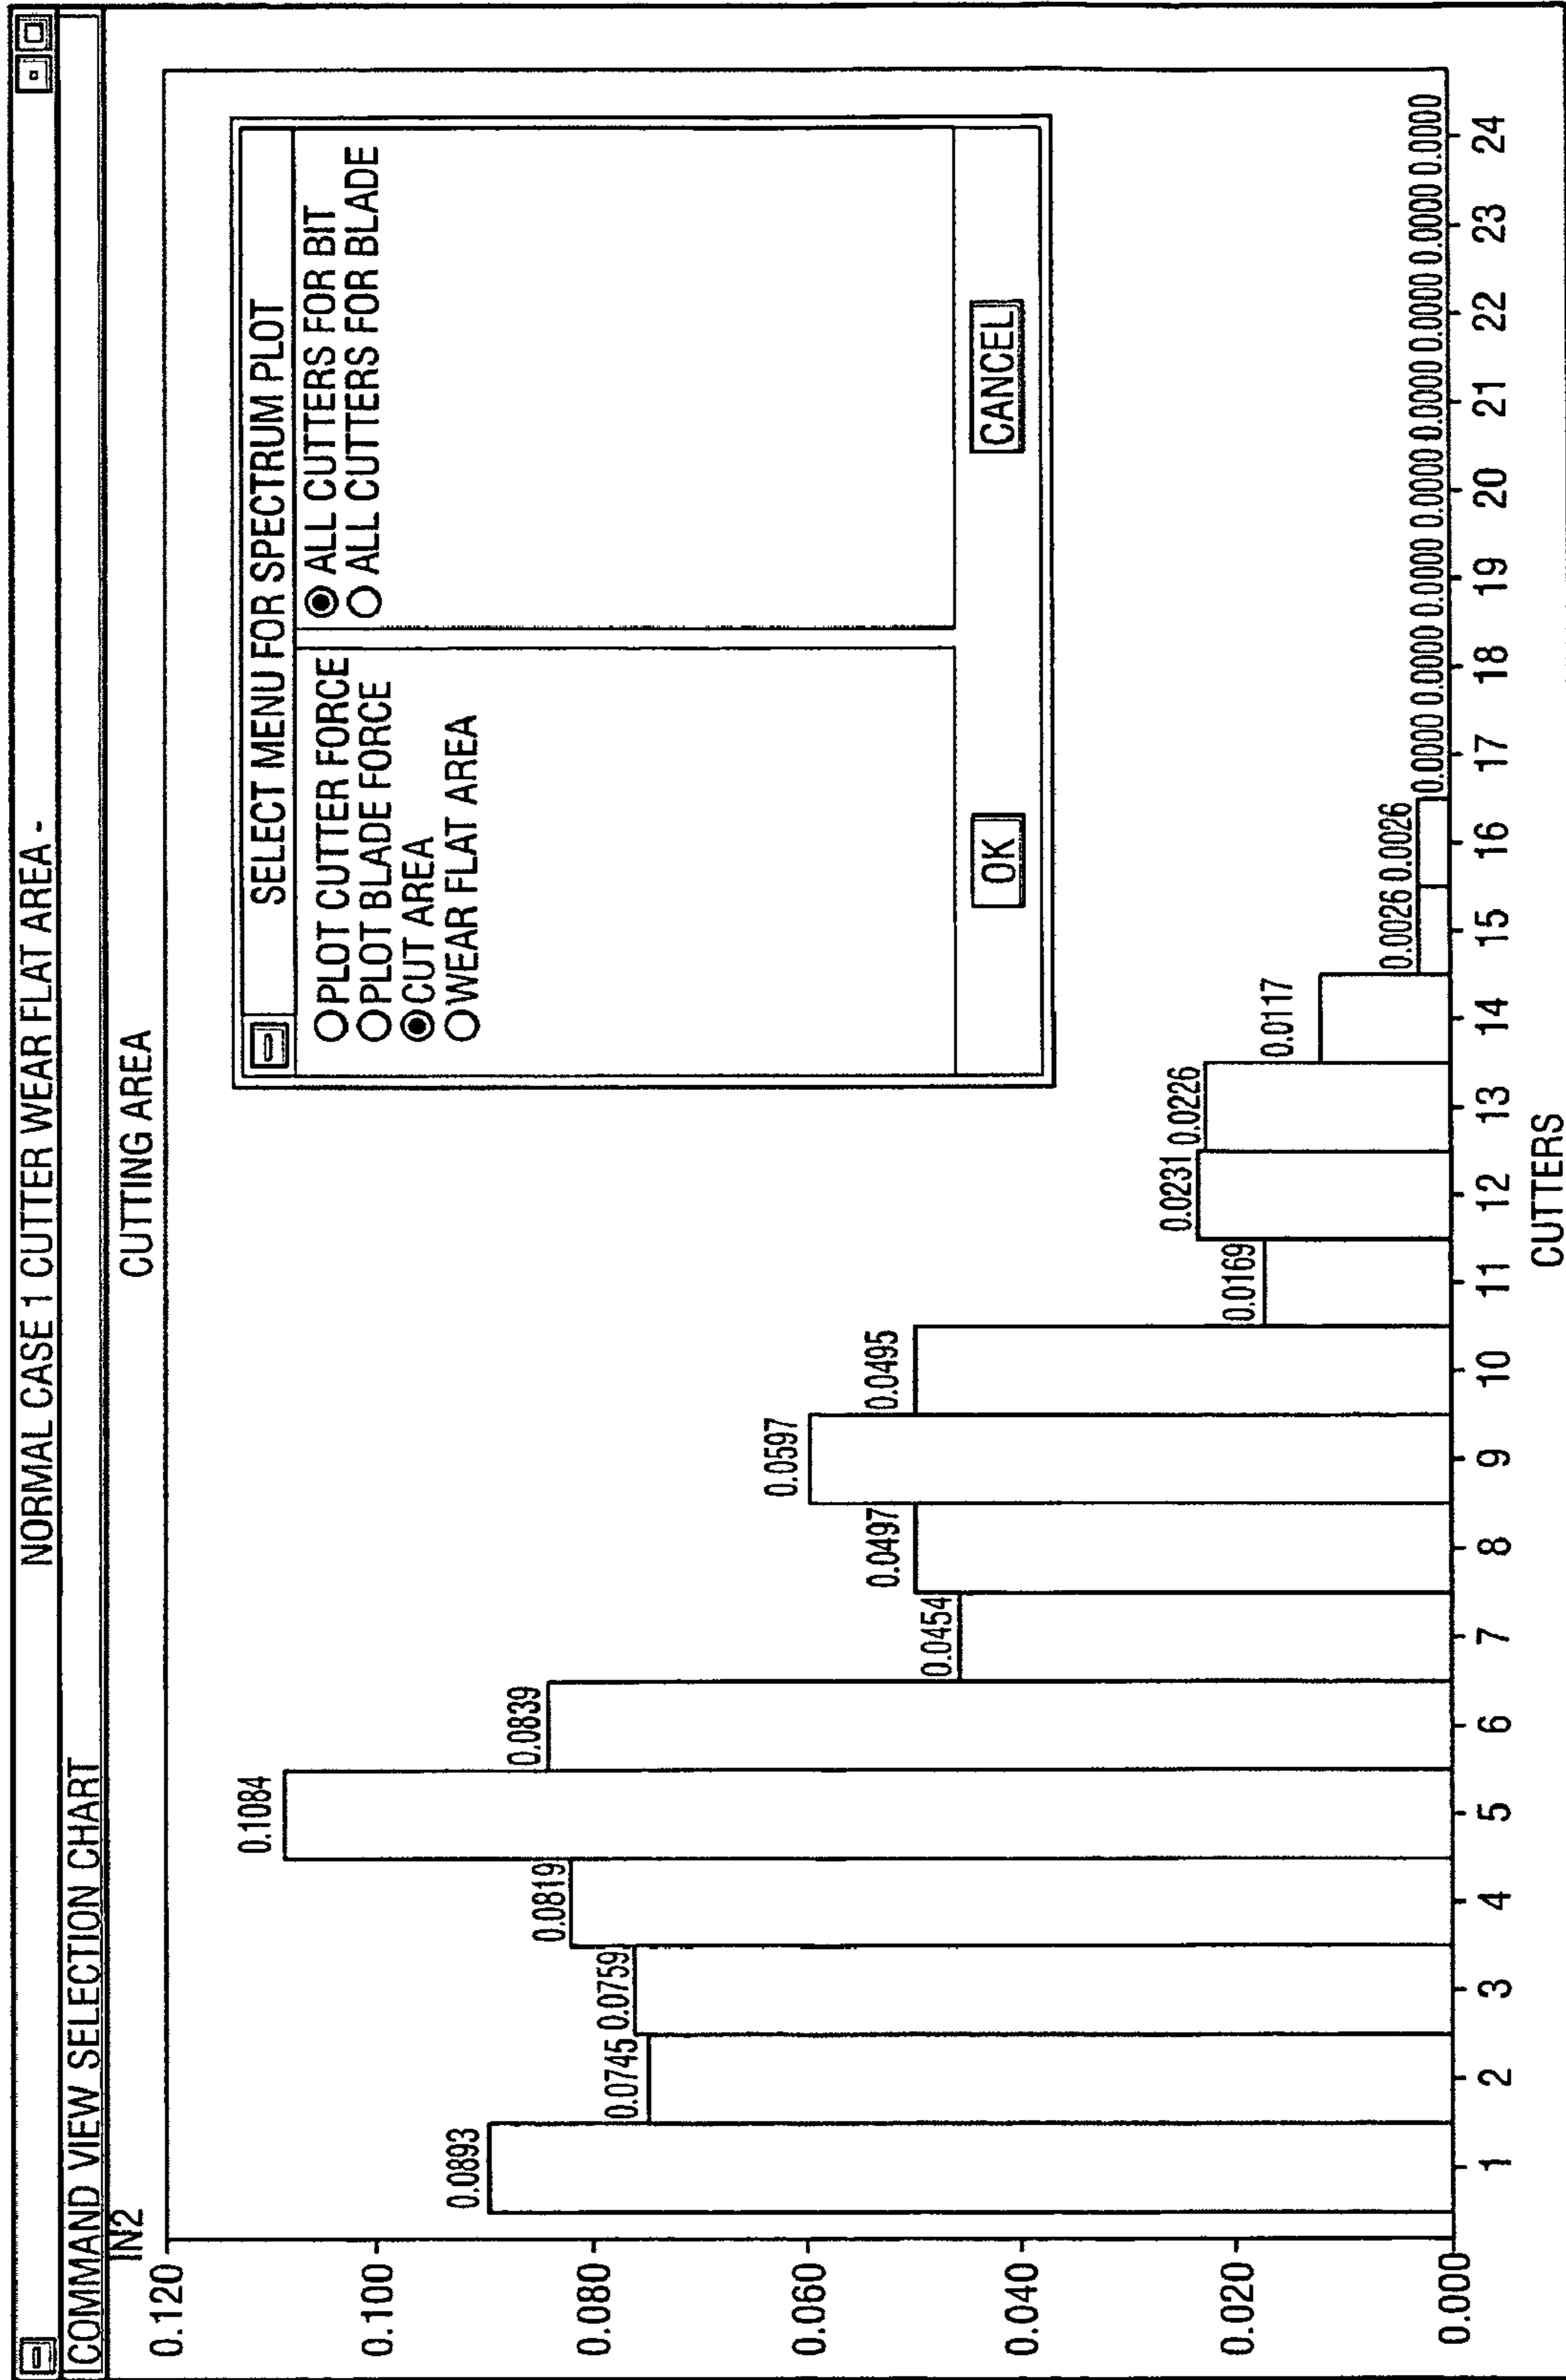 NORMAL CASE 1 CUTTER WEAR FLAT AREA -
COMMAND VIEW SELECTION CHART
CUTTING AREA
IN2
0.120
0.100
0.080
0.060
0.040
0.020
0.000
0.0893
0.0745
0.0759
0.0819
0.1084
0.0839
0.0454
0.0497
0.0597
0.0495
0.0169
0.0231
0.0226
0.0117
0.0026
0.0026
0.0000 0.0000 0.0000 0.0000 0.0000 0.0000 0.0000 0.0000
1 2 3 4 5 6 7 8 9 10 11 12 13 14 15 16 17 18 19 20 21 22 23 24
CUTTERS
SELECT MENU FOR SPECTRUM PLOT
PLOT CUTTER FORCE
PLOT BLADE FORCE
CUT AREA
WEAR FLAT AREA
ALL CUTTERS FOR BIT
ALL CUTTERS FOR BLADE
OK
CANCEL